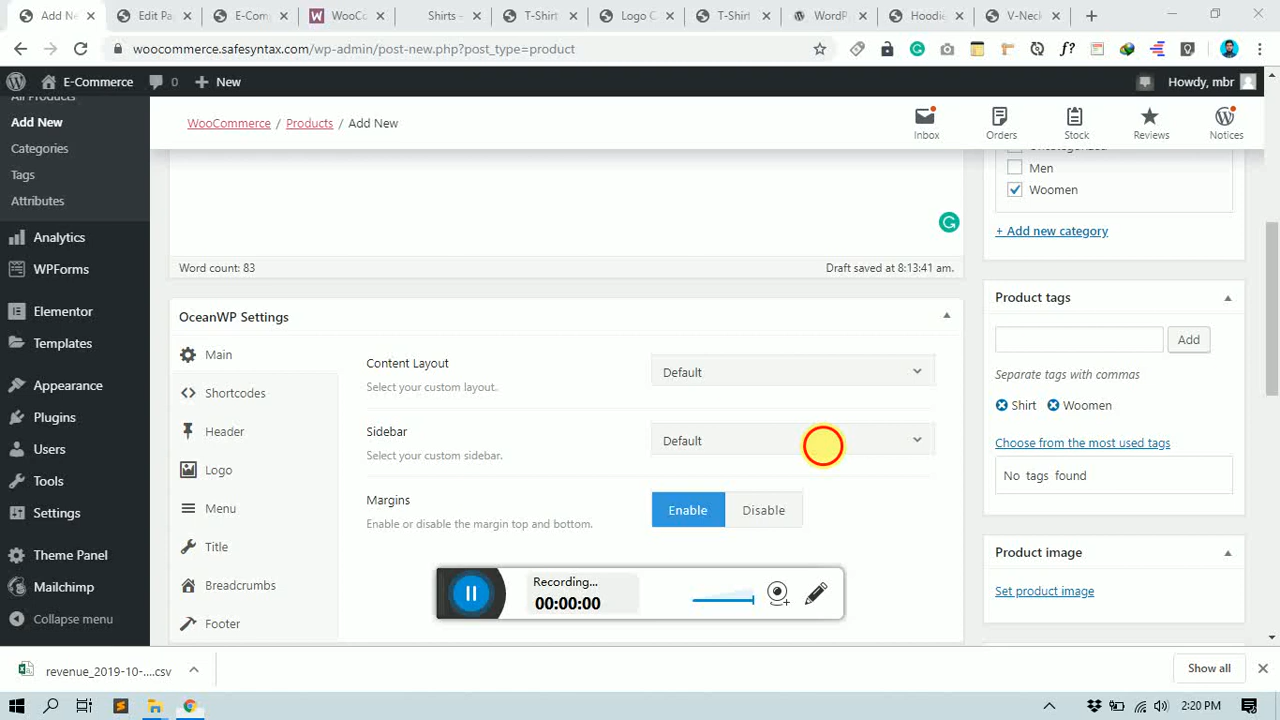 Add Ne
Edit Pa
E-Com
WooCo
Shirts –
T-Shirt
Logo C
T-Shirt
WordP
Hoodie
V-Neck
woocommerce.safesyntax.com/wp-admin/post-new.php?post_type=product
E-Commerce
0
New
Howdy, mbr
All Products
Add New
Categories
Tags
Attributes
Analytics
WPForms
Elementor
Templates
Appearance
Plugins
Users
Tools
Settings
Theme Panel
Mailchimp
Collapse menu
WooCommerce / Products / Add New
Inbox
Orders
Stock
Reviews
Notices
Word count: 83
Draft saved at 8:13:41 am.
OceanWP Settings
Main
Shortcodes
Header
Logo
Menu
Title
Breadcrumbs
Footer
Content Layout
Select your custom layout.
Default
Sidebar
Select your custom sidebar.
Default
Margins
Enable or disable the margin top and bottom.
Enable
Disable
Recording...
00:00:00
Uncategorized
Men
Woomen
+ Add new category
Product tags
Add
Separate tags with commas
Shirt
Woomen
Choose from the most used tags
No tags found
Product image
Set product image
revenue_2019-10-....csv
Show all
2:20 PM